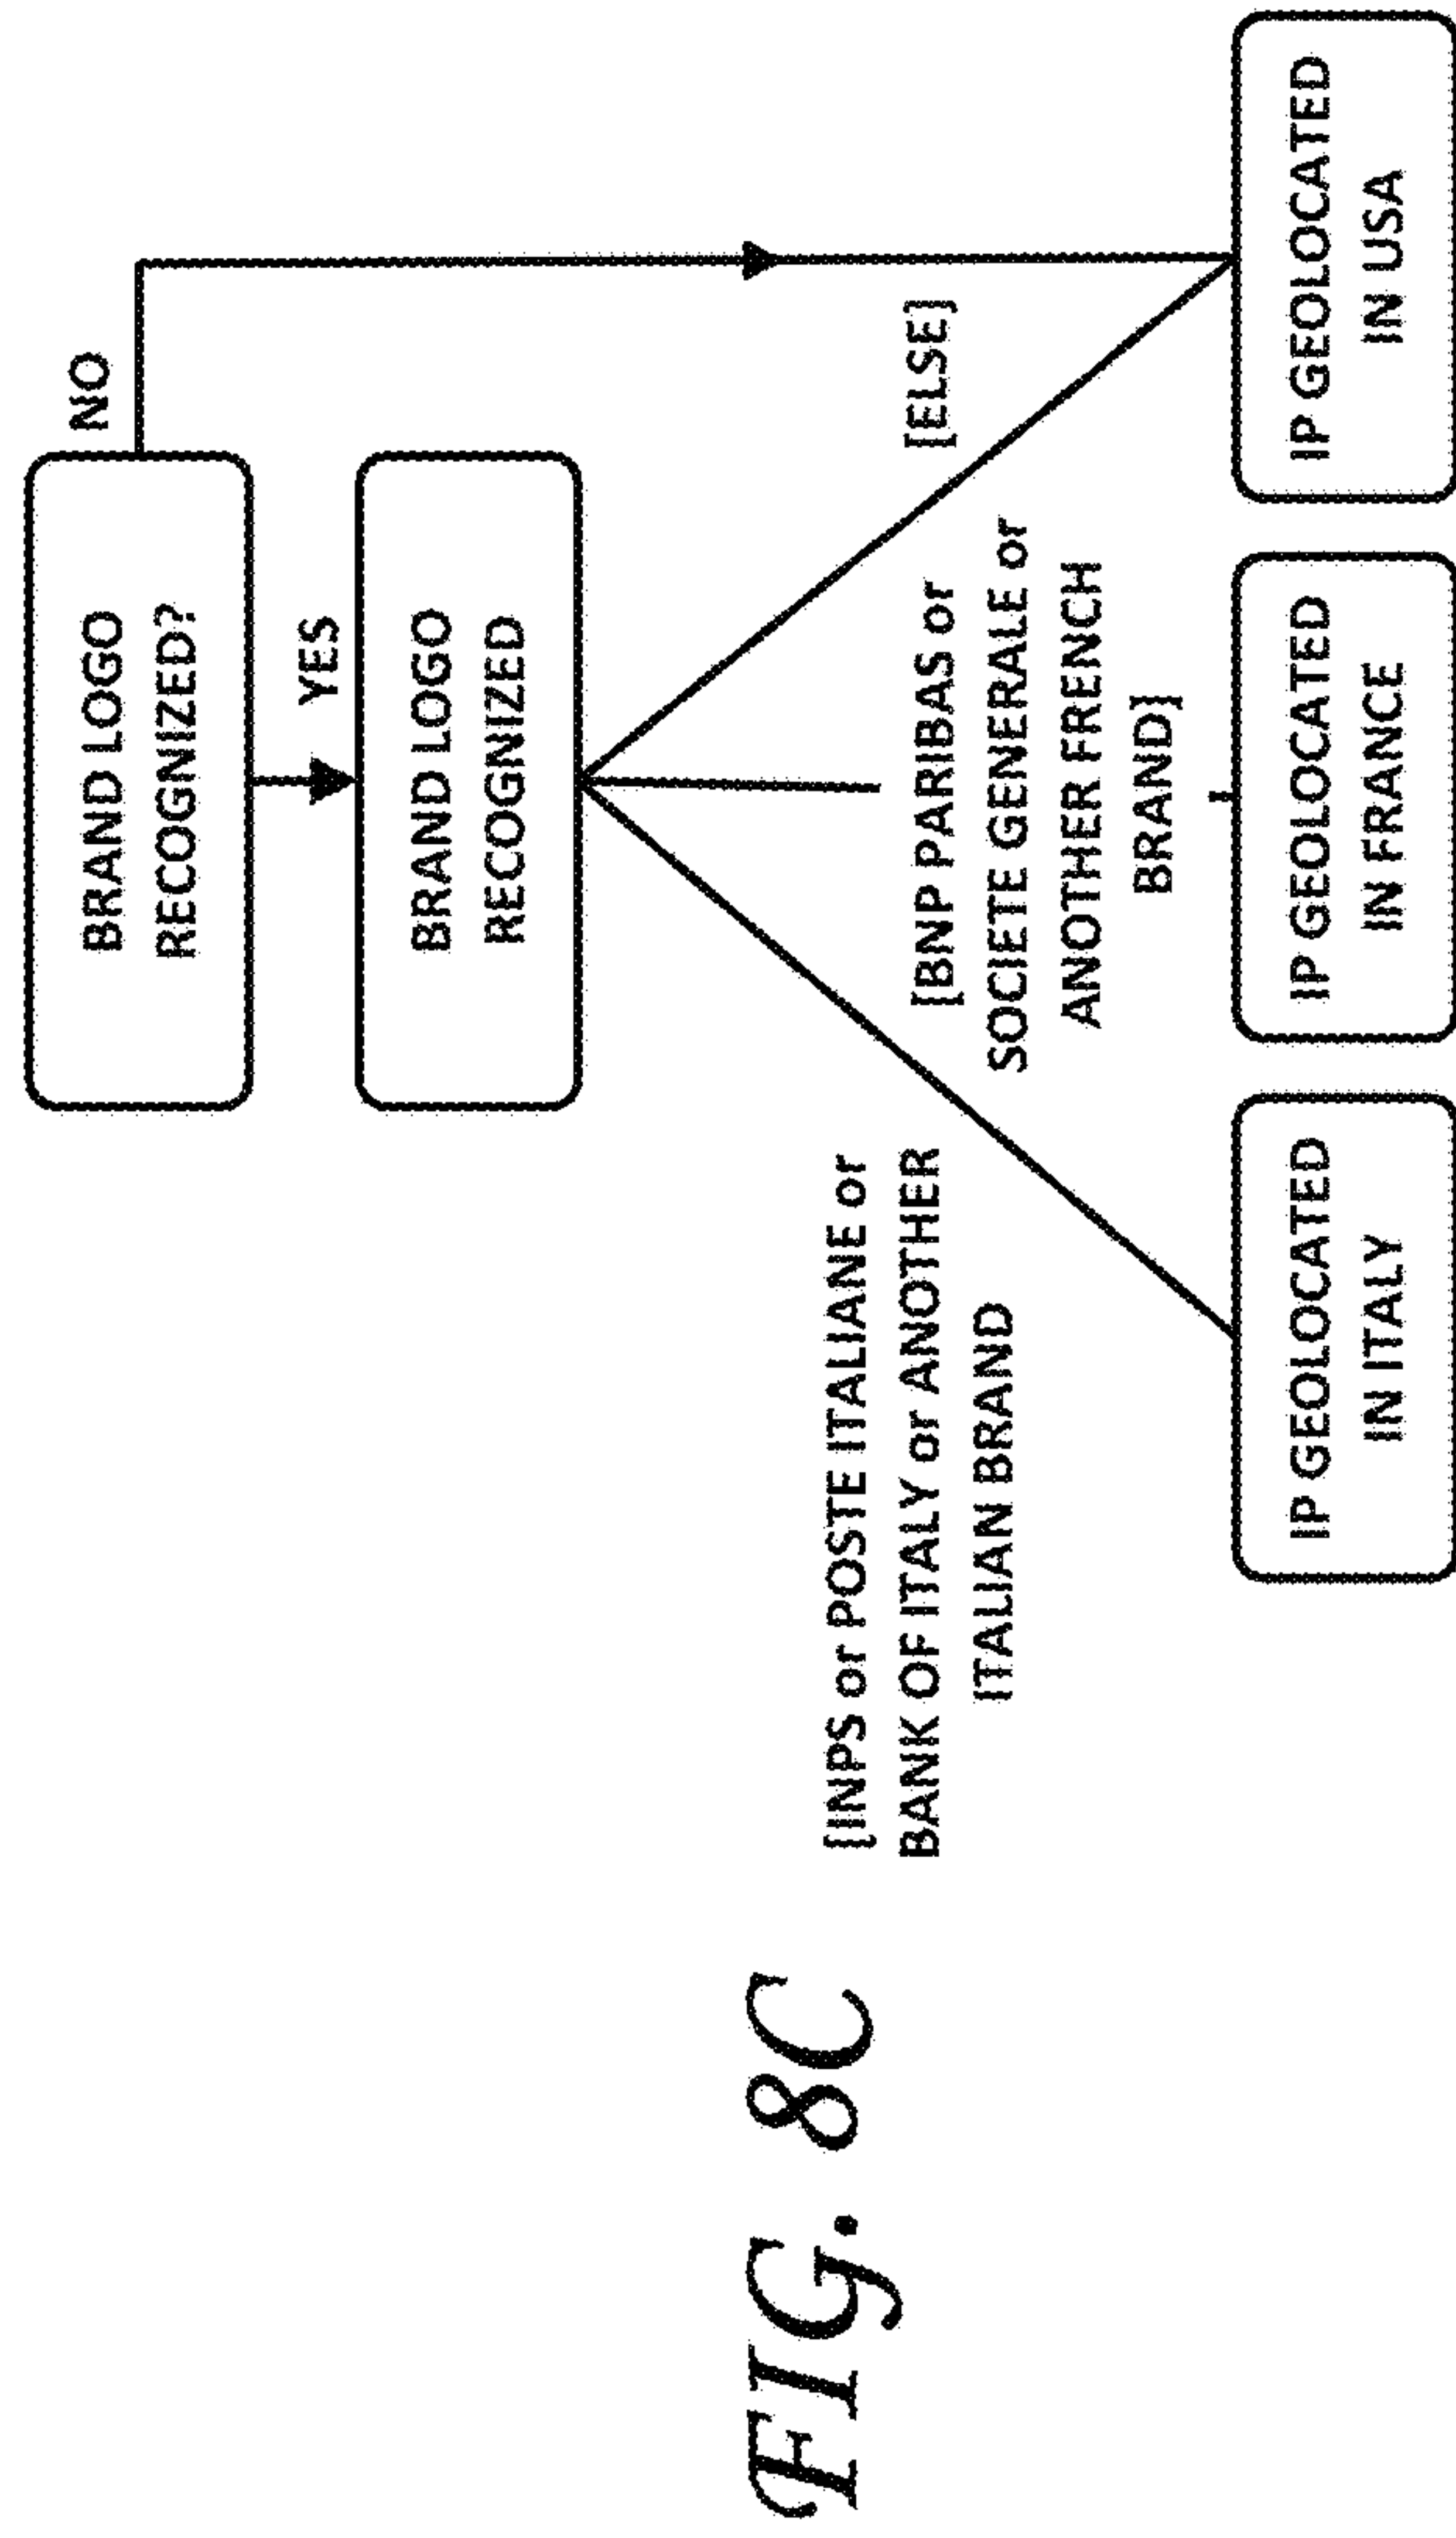 BRAND LOGO
RECOGNIZED?
NO
YES
BRAND LOGO
RECOGNIZED
[INPS or POSTE ITALIANE or
BANK OF ITALY or ANOTHER
ITALIAN BRAND
[BNP PARIBAS or
SOCIETE GENERALE or
ANOTHER FRENCH
BRAND]
[ELSE]
IP GEOLOCATED
IN ITALY
IP GEOLOCATED
IN FRANCE
IP GEOLOCATED
IN USA
FIG. 8C